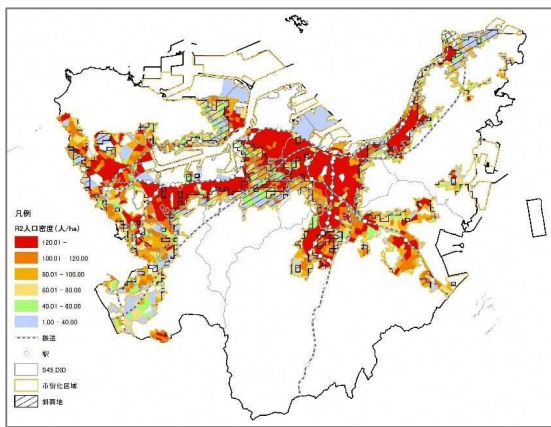 凡例
R2人口密度(人/ha)
120.01 -
100.01 - 120.00
80.01 - 100.00
60.01 - 80.00
40.01 - 60.00
1.00 - 40.00
鉄道
駅
S45.DID
市街化区域
斜面地